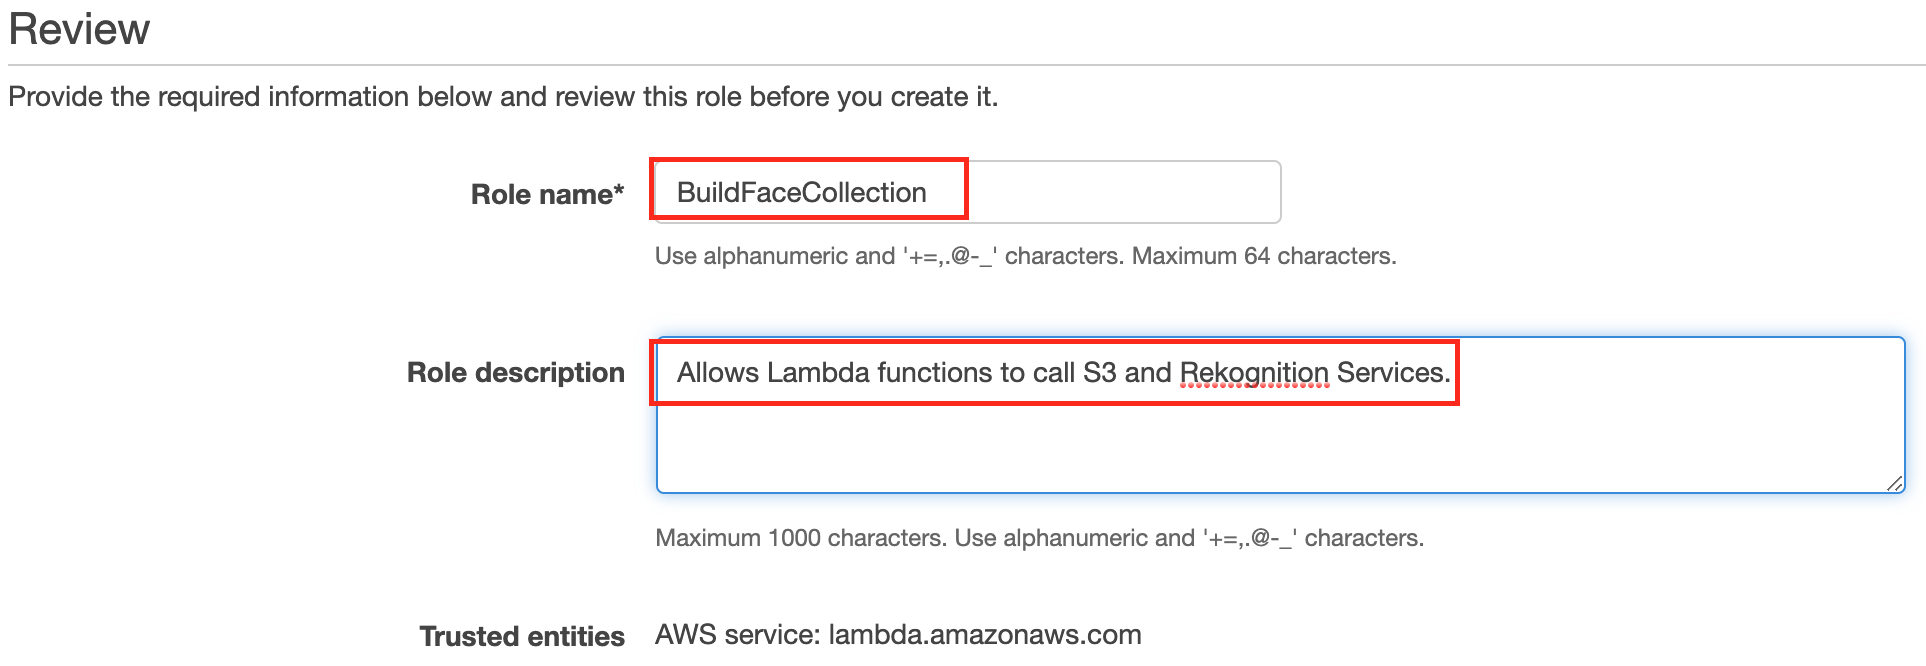 Review
Provide the required information below and review this role before you create it.
Role name* BuildFaceCollection
Use alphanumeric and '+=,.@-_' characters. Maximum 64 characters.
Role description Allows Lambda functions to call S3 and Rekognition Services.
Maximum 1000 characters. Use alphanumeric and '+=,.@-_' characters.
Trusted entities AWS service: lambda.amazonaws.com